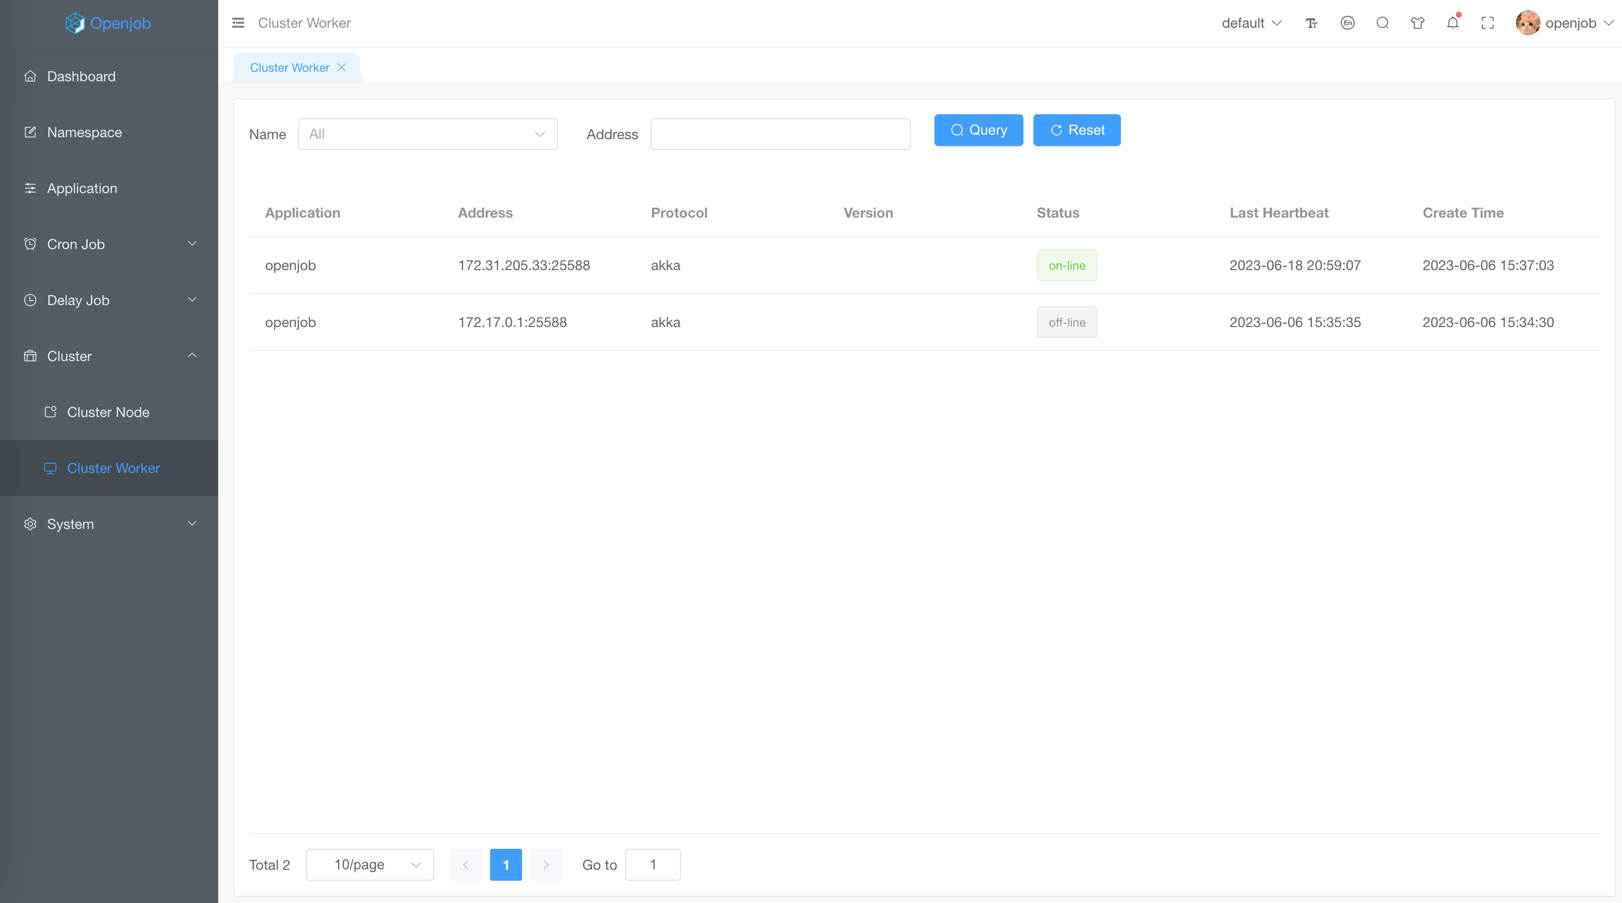 Openjob
Cluster Worker
default
Tr
En
openjob
Dashboard
Namespace
Application
Cron Job
Delay Job
Cluster
Cluster Node
Cluster Worker
System
Cluster Worker
Name All Address Query Reset
Application Address Protocol Version Status Last Heartbeat Create Time
openjob 172.31.205.33:25588 akka on-line 2023-06-18 20:59:07 2023-06-06 15:37:03
openjob 172.17.0.1:25588 akka off-line 2023-06-06 15:35:35 2023-06-06 15:34:30
Total 2 10/page 1 Go to 1